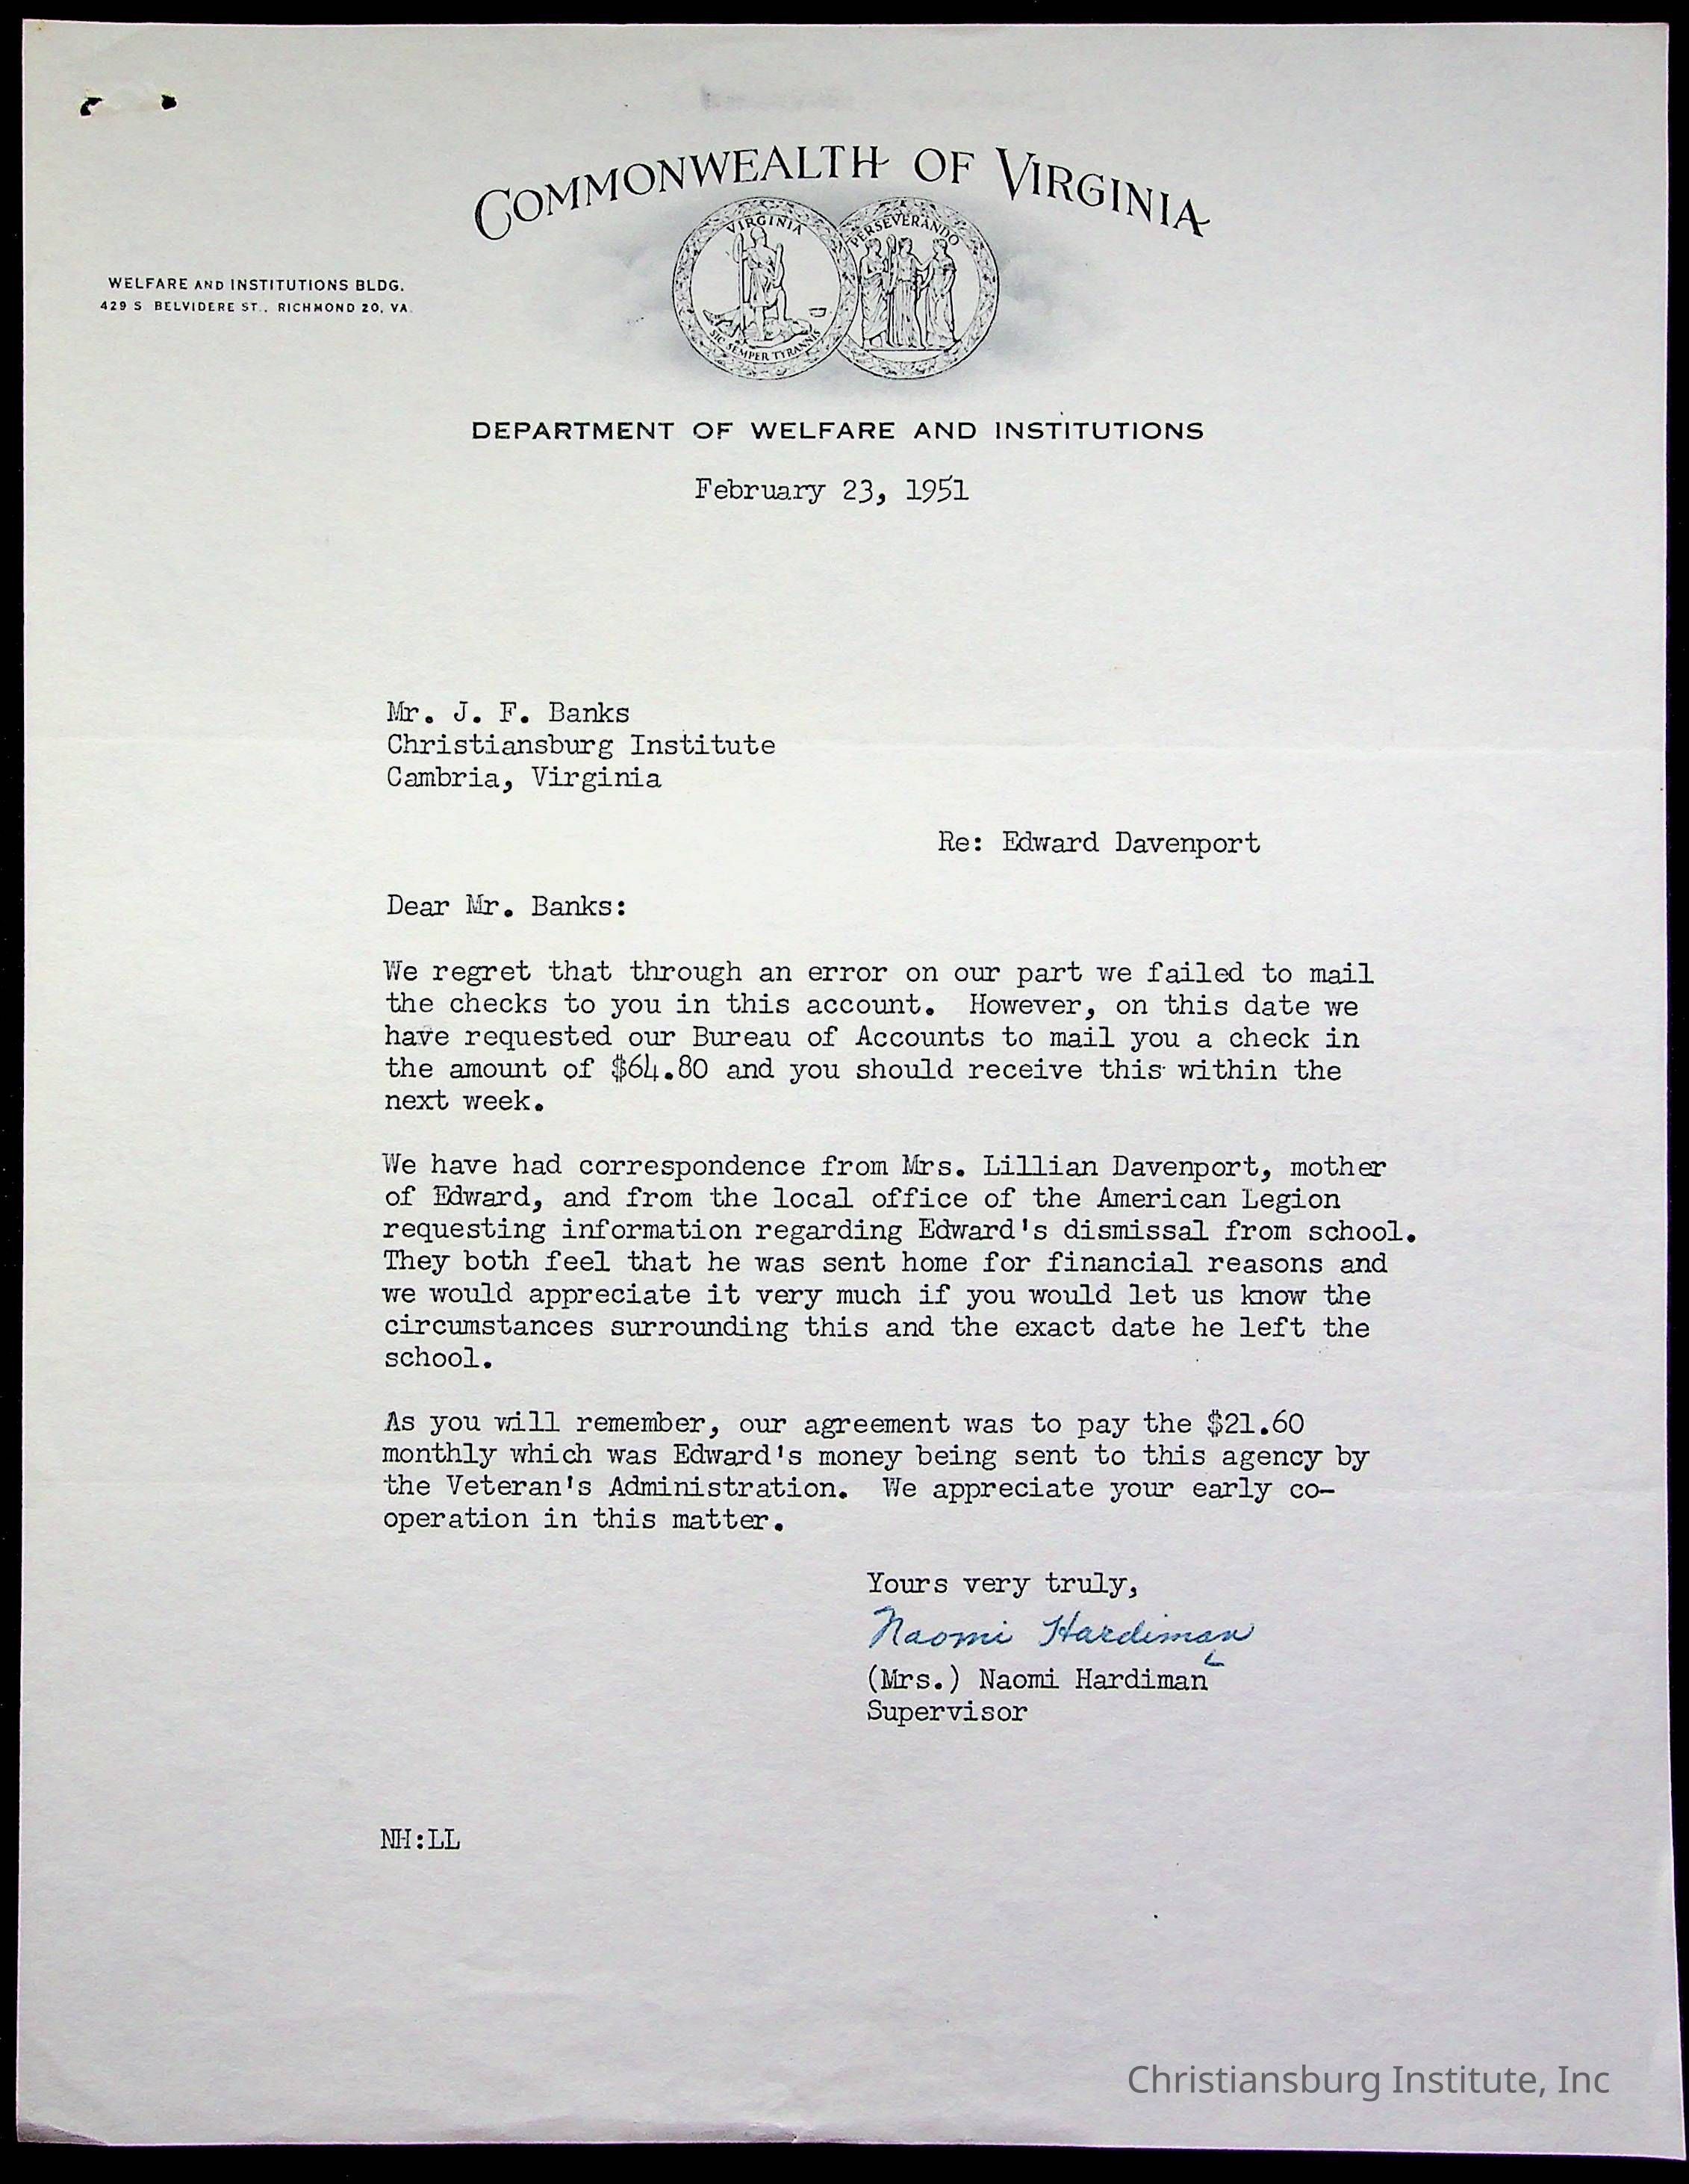 COMMONWEALTH OF VIRGINIA
VIRGINIA
SIC SEMPER TYRANNIS
PERSEVERANDO
WELFARE AND INSTITUTIONS BLDG.
429 S BELVIDERE ST., RICHMOND 20, VA.
DEPARTMENT OF WELFARE AND INSTITUTIONS
February 23, 1951
Mr. J. F. Banks
Christiansburg Institute
Cambria, Virginia
Re: Edward Davenport
Dear Mr. Banks:
We regret that through an error on our part we failed to mail
the checks to you in this account. However, on this date we
have requested our Bureau of Accounts to mail you a check in
the amount of $64.80 and you should receive this within the
next week.
We have had correspondence from Mrs. Lillian Davenport, mother
of Edward, and from the local office of the American Legion
requesting information regarding Edward's dismissal from school.
They both feel that he was sent home for financial reasons and
we would appreciate it very much if you would let us know the
circumstances surrounding this and the exact date he left the
school.
As you will remember, our agreement was to pay the $21.60
monthly which was Edward's money being sent to this agency by
the Veteran's Administration. We appreciate your early co-
operation in this matter.
Yours very truly,
Naomi Hardiman
(Mrs.) Naomi Hardiman
Supervisor
NH:LL
Christiansburg Institute, Inc